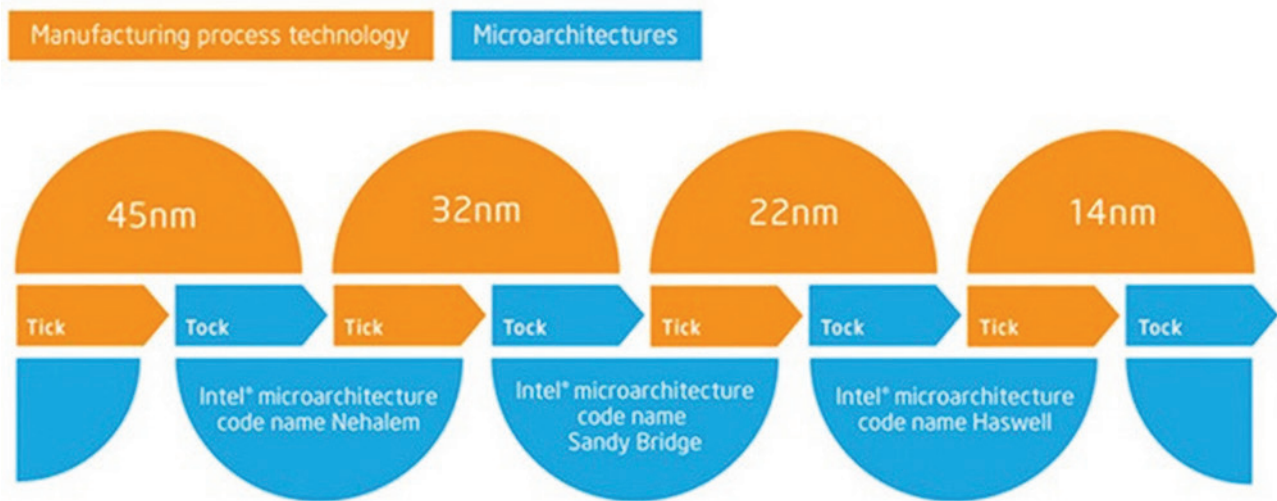 Manufacturing process technology
Microarchitectures
45nm
32nm
22nm
14nm
Tick
Tock
Tick
Tock
Tick
Tock
Tick
Tock
Intel® microarchitecture
code name Nehalem
Intel® microarchitecture
code name
Sandy Bridge
Intel® microarchitecture
code name Haswell